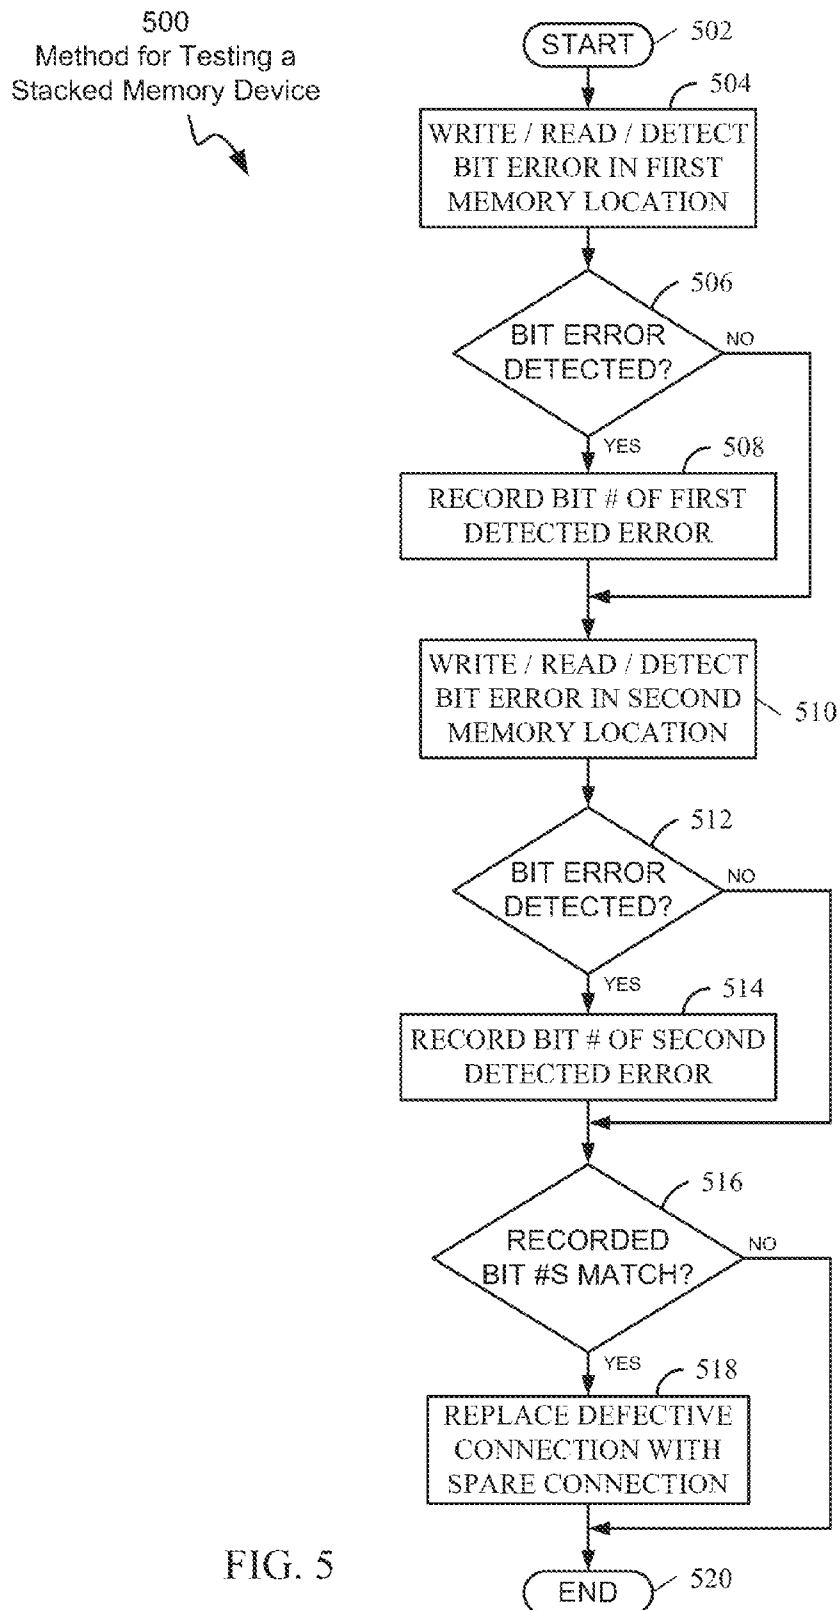 500
Method for Testing a
Stacked Memory Device
START
502
504
WRITE / READ / DETECT
BIT ERROR IN FIRST
MEMORY LOCATION
506
BIT ERROR
DETECTED?
NO
YES
508
RECORD BIT # OF FIRST
DETECTED ERROR
WRITE / READ / DETECT
BIT ERROR IN SECOND
MEMORY LOCATION
510
512
BIT ERROR
DETECTED?
NO
YES
514
RECORD BIT # OF SECOND
DETECTED ERROR
516
RECORDED
BIT #S MATCH?
NO
YES
518
REPLACE DEFECTIVE
CONNECTION WITH
SPARE CONNECTION
FIG. 5
END
520